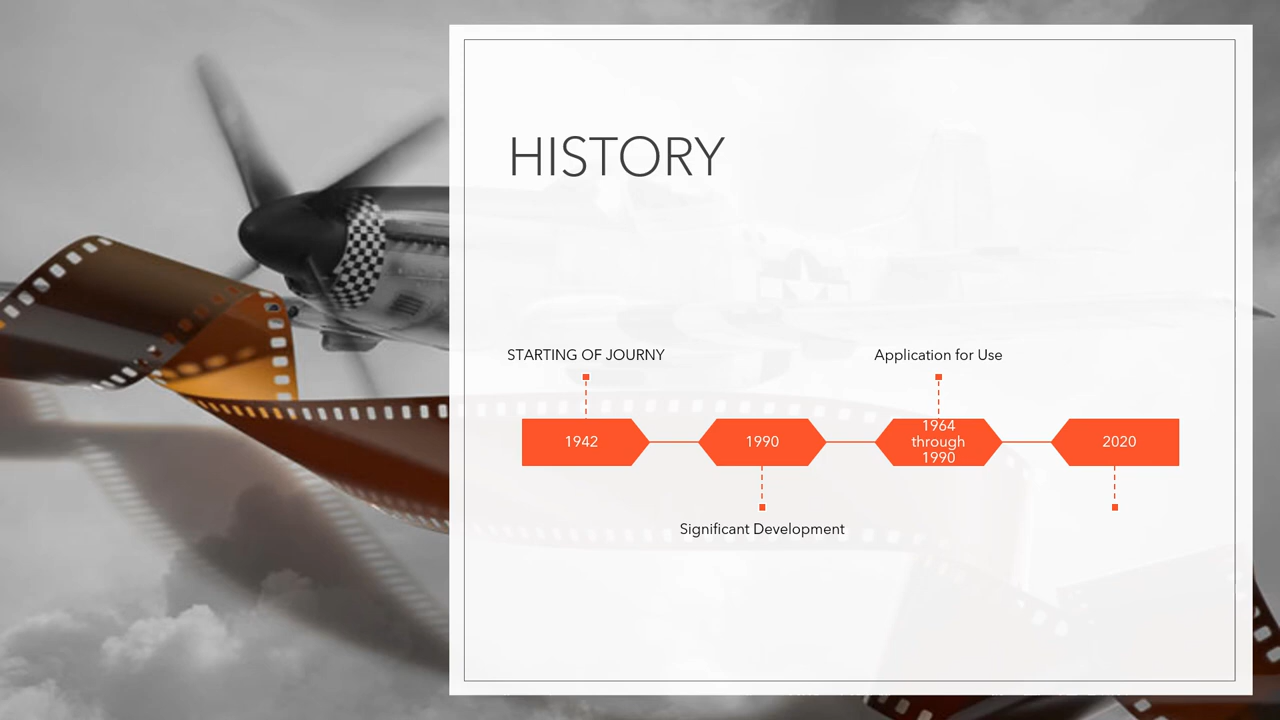 HISTORY
STARTING OF JOURNY
Application for Use
1942
1990
1964
through
1990
2020
Significant Development